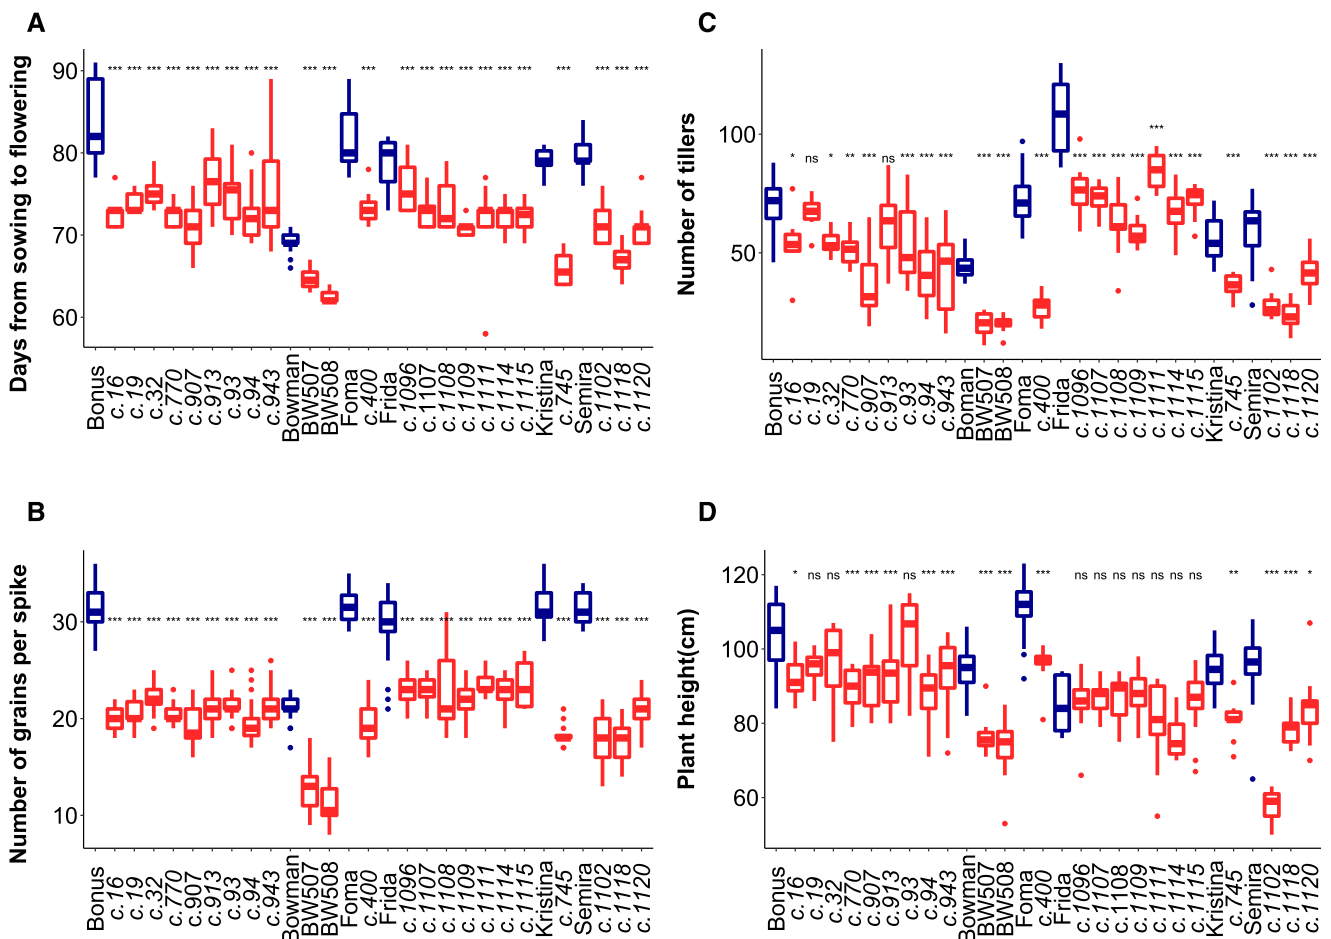 A
Days from sowing to flowering
90
80
70
60
*** *** *** *** *** *** *** *** *** *** *** *** *** *** *** *** *** *** *** *** *** *** ***
Bonus c.16 c.19 c.32 c.770 c.907 c.913 c.93 c.94 c.943 Bowman BW507 BW508 Foma c.400 Frida c.1096 c.1107 c.1108 c.1109 c.1111 c.1114 c.1115 Kristina c.745 Semira c.1102 c.1118 c.1120
C
Number of tillers
100
50
***
* ns * ** *** ns *** *** *** *** *** *** *** *** *** *** *** *** *** *** *** ***
Bonus c.16 c.19 c.32 c.770 c.907 c.913 c.93 c.94 c.943 Boman BW507 BW508 Foma c.400 Frida c.1096 c.1107 c.1108 c.1109 c.1111 c.1114 c.1115 Kristina c.745 Semira c.1102 c.1118 c.1120
B
Number of grains per spike
30
20
10
*** *** *** *** *** *** *** *** *** *** *** *** *** *** *** *** *** *** *** *** *** *** ***
Bonus c.16 c.19 c.32 c.770 c.907 c.913 c.93 c.94 c.943 Bowman BW507 BW508 Foma c.400 Frida c.1096 c.1107 c.1108 c.1109 c.1111 c.1114 c.1115 Kristina c.745 Semira c.1102 c.1118 c.1120
D
Plant height(cm)
120
100
80
60
* ns ns *** *** *** ns *** *** *** *** *** ns ns ns ns ns ns ns ** *** *** *
Bonus c.16 c.19 c.32 c.770 c.907 c.913 c.93 c.94 c.943 Bowman BW507 BW508 Foma c.400 Frida c.1096 c.1107 c.1108 c.1109 c.1111 c.1114 c.1115 Kristina c.745 Semira c.1102 c.1118 c.1120